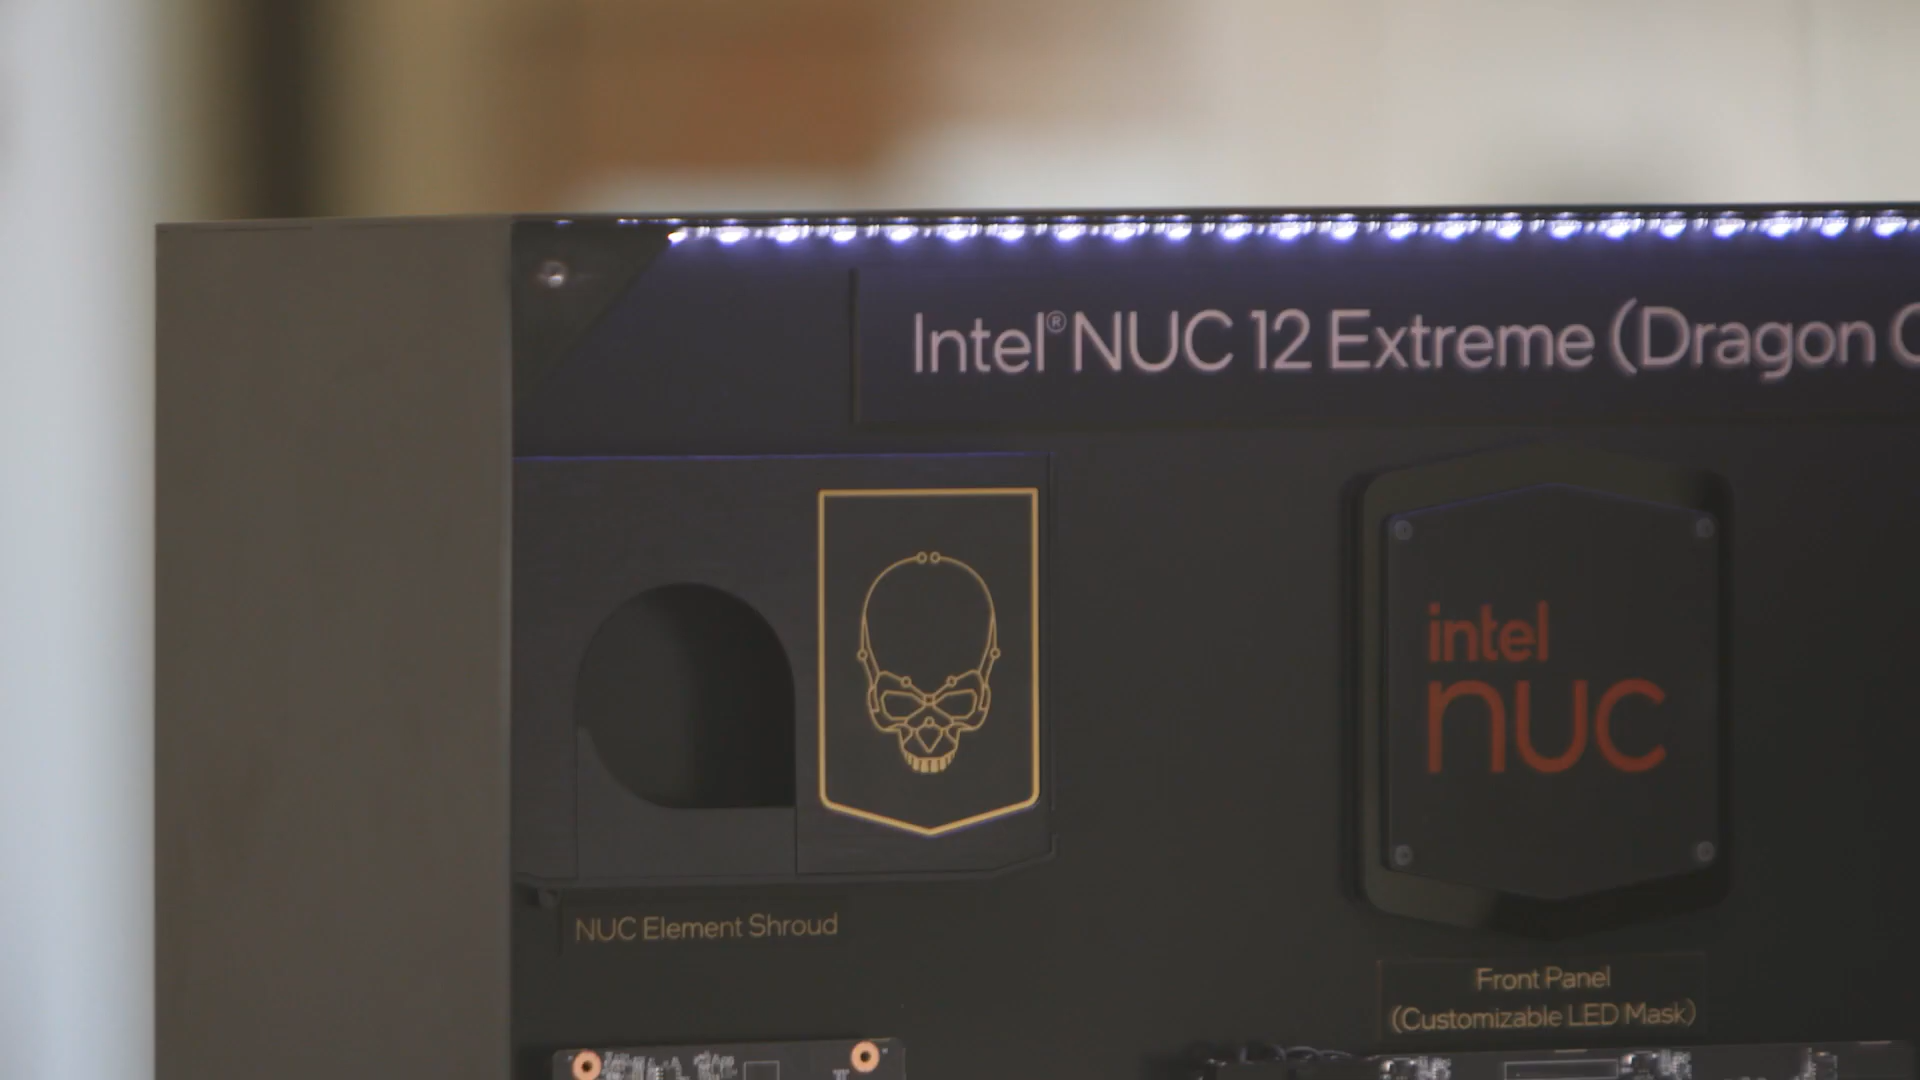 Intel® NUC 12 Extreme (Dragon C
intel
nuc
NUC Element Shroud
Front Panel
(Customizable LED Mask)